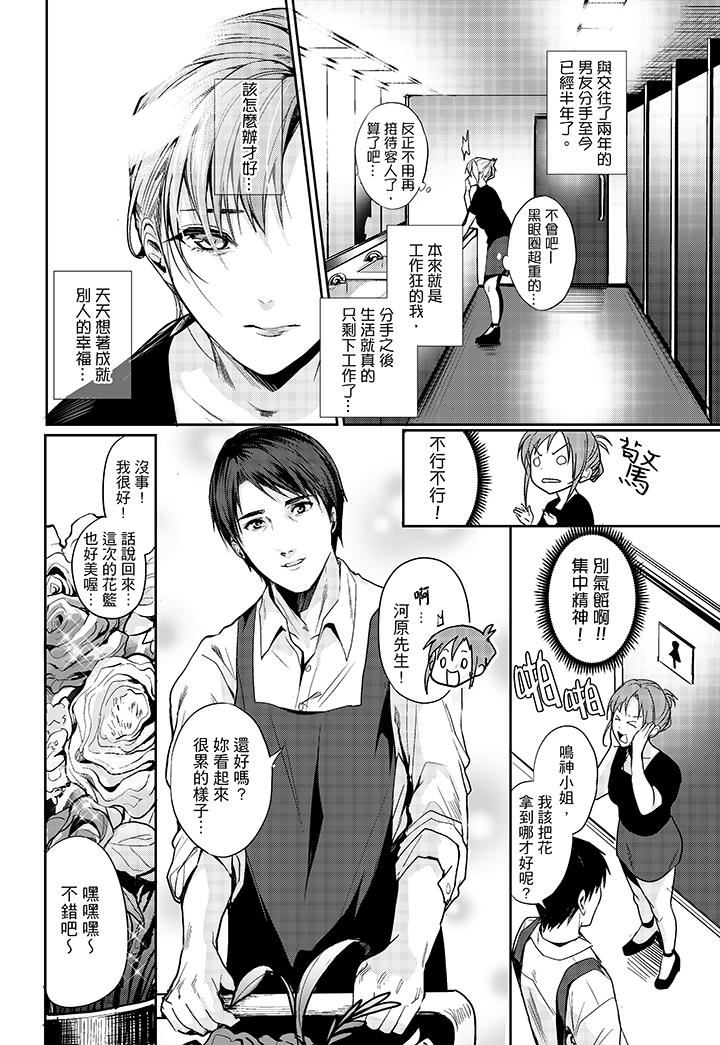 與交往了兩年的
男友分手至今
已經半年了。
不曾吧—
黑眼圈超重的…
反正不用再
接待客人了，
算了吧…
本來就是
工作狂的我，
分手之後
生活就真的
只剩下工作了…
該怎麼辦才好…
天天想著成就
別人的幸福…
驚
不行不行！
別氣餒啊!!
集中精神！
啪
啪
鳴神小姐，
我該把花
拿到哪才好呢？
啊…
河原先生！
還好嗎？
妳看起來
很累的樣子…
沒事！
我很好！
話說回來…
這次的花籃
也好美喔…
嘿嘿嘿～
不錯吧～